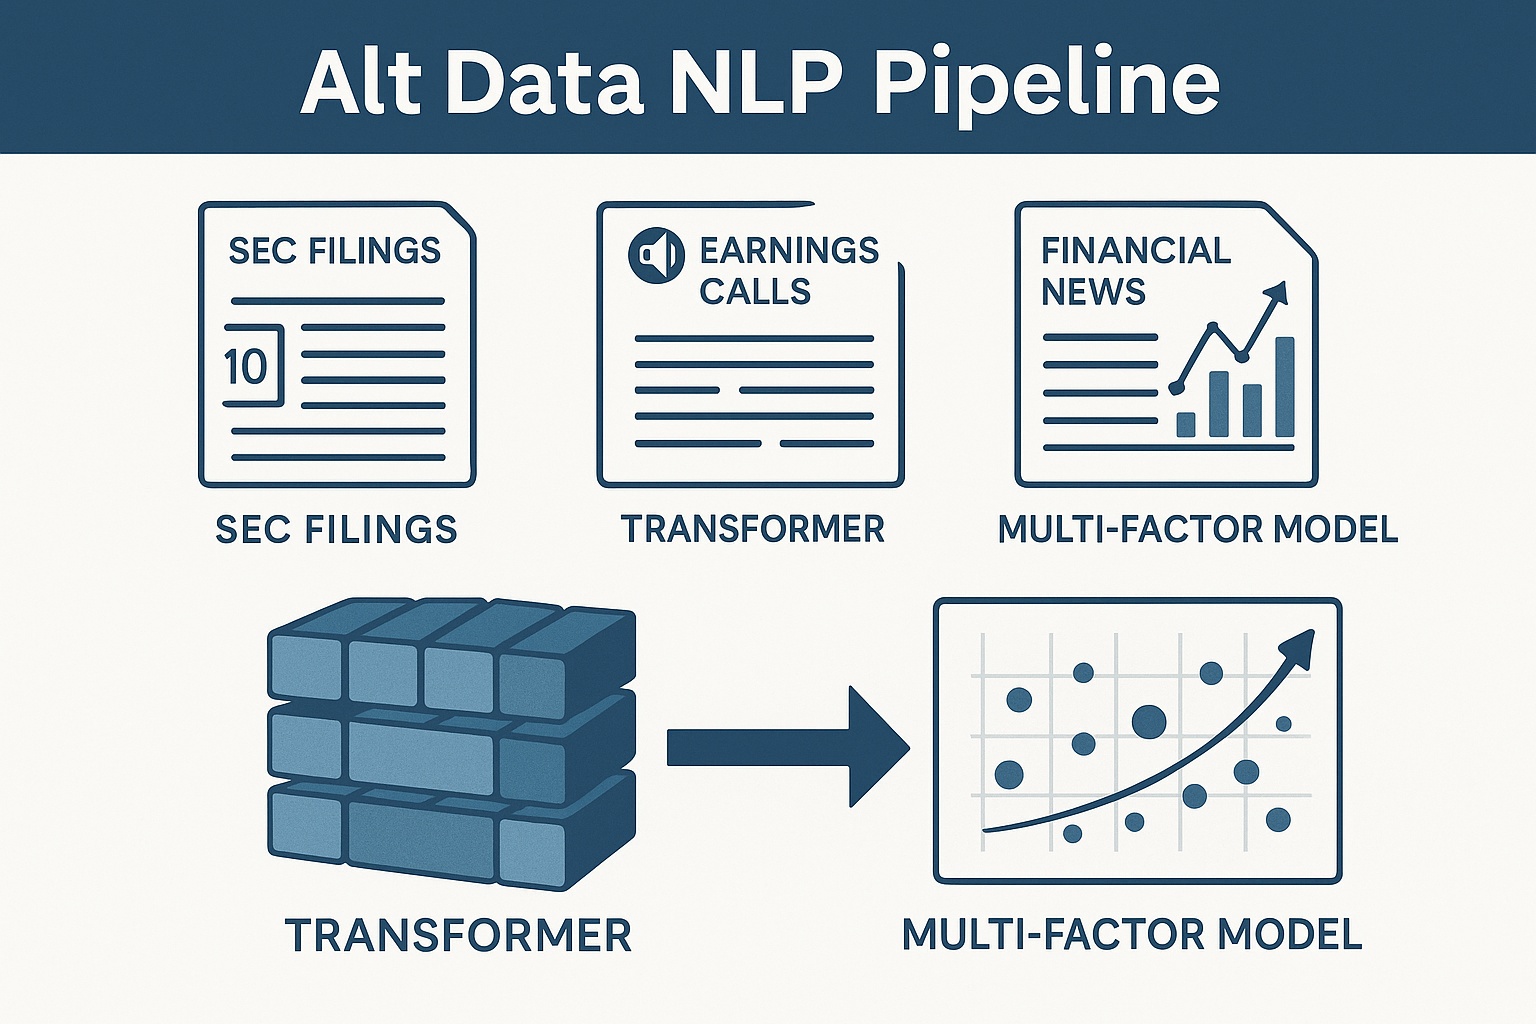 Alt Data NLP Pipeline
SEC FILINGS
10
SEC FILINGS
EARNINGS
CALLS
TRANSFORMER
FINANCIAL
NEWS
MULTI-FACTOR MODEL
TRANSFORMER
MULTI-FACTOR MODEL